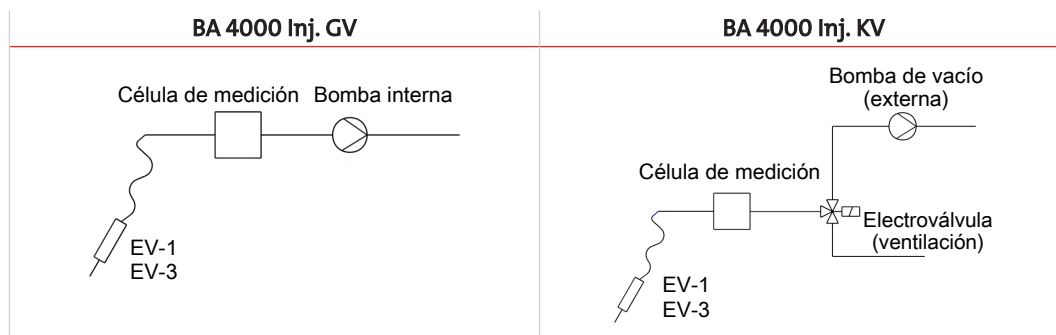 BA 4000 Inj. GV
Célula de medición Bomba interna
EV-1
EV-3
BA 4000 Inj. KV
Bomba de vacío
(externa)
Célula de medición
Electroválvula
(ventilación)
EV-1
EV-3